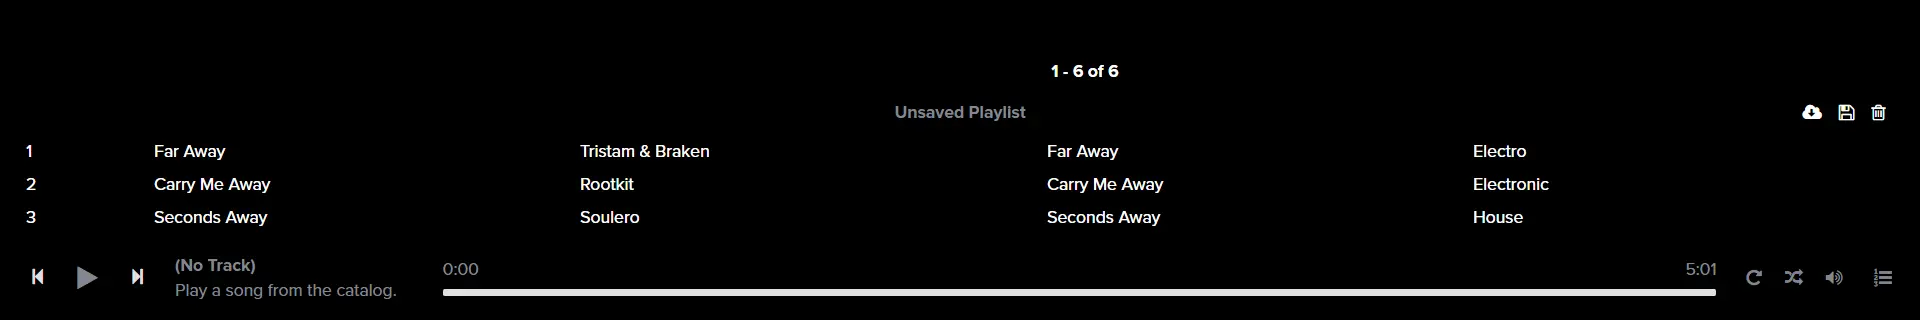 1 - 6 of 6
Unsaved Playlist
1 Far Away Tristam & Braken Far Away Electro
2 Carry Me Away Rootkit Carry Me Away Electronic
3 Seconds Away Soulero Seconds Away House
(No Track)
Play a song from the catalog.
0:00 5:01